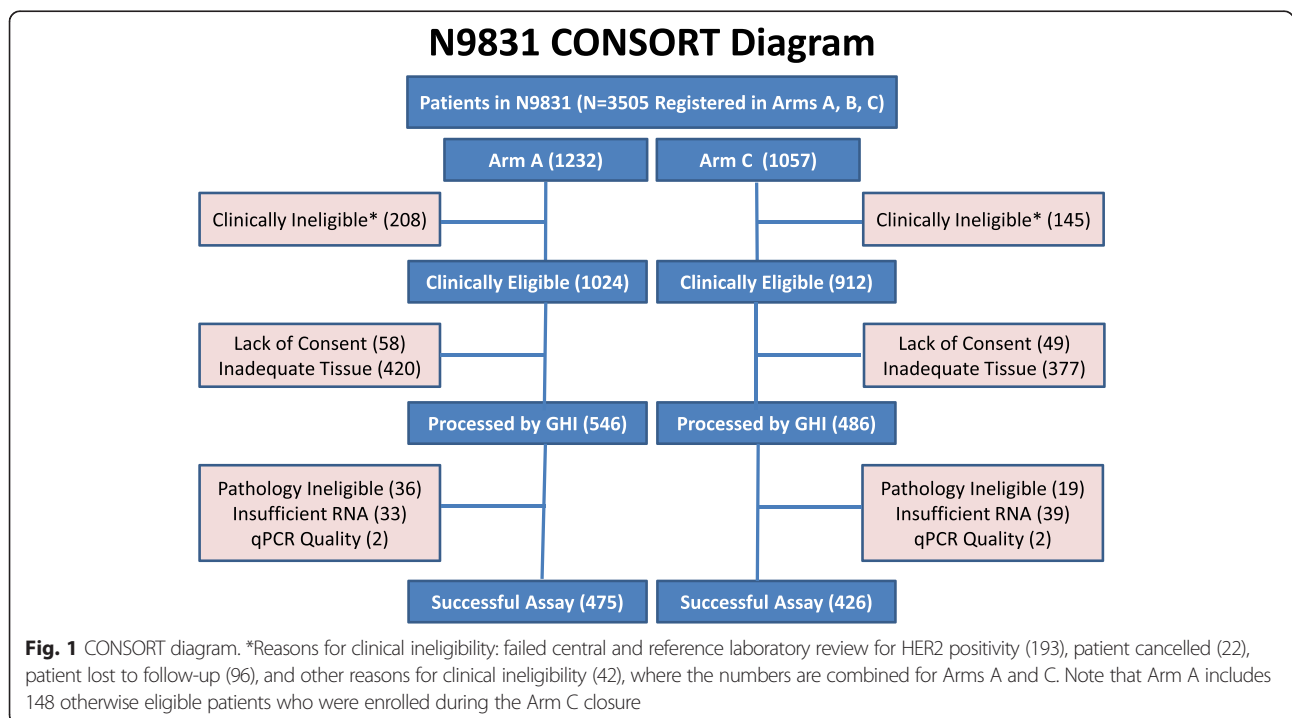 N9831 CONSORT Diagram
Patients in N9831 (N=3505 Registered in Arms A, B, C)
Arm A (1232)
Arm C (1057)
Clinically Ineligible* (208)
Clinically Ineligible* (145)
Clinically Eligible (1024)
Clinically Eligible (912)
Lack of Consent (58)
Inadequate Tissue (420)
Lack of Consent (49)
Inadequate Tissue (377)
Processed by GHI (546)
Processed by GHI (486)
Pathology Ineligible (36)
Insufficient RNA (33)
qPCR Quality (2)
Pathology Ineligible (19)
Insufficient RNA (39)
qPCR Quality (2)
Successful Assay (475)
Successful Assay (426)
Fig. 1 CONSORT diagram. *Reasons for clinical ineligibility: failed central and reference laboratory review for HER2 positivity (193), patient cancelled (22),
patient lost to follow-up (96), and other reasons for clinical ineligibility (42), where the numbers are combined for Arms A and C. Note that Arm A includes
148 otherwise eligible patients who were enrolled during the Arm C closure